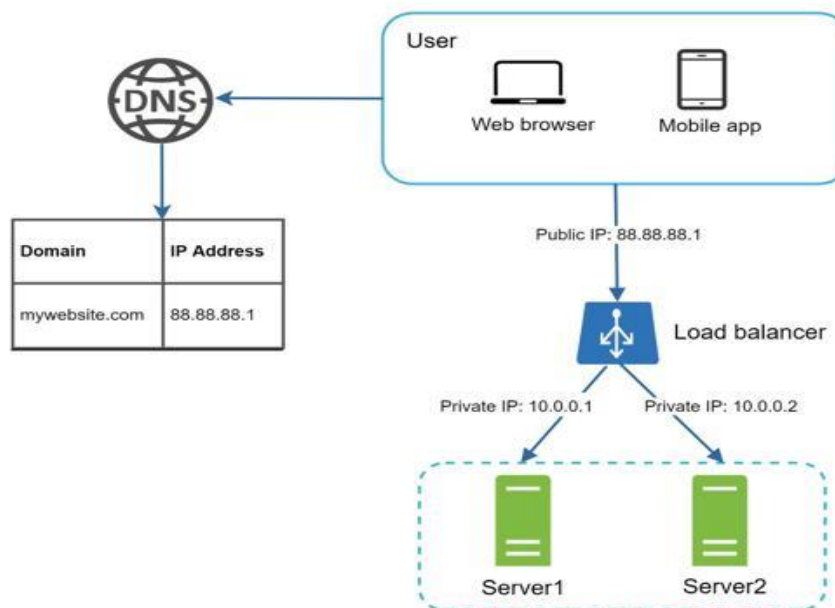 User
DNS
Web browser
Mobile app
Public IP: 88.88.88.1
Domain IP Address
mywebsite.com 88.88.88.1
Load balancer
Private IP: 10.0.0.1 Private IP: 10.0.0.2
Server1 Server2